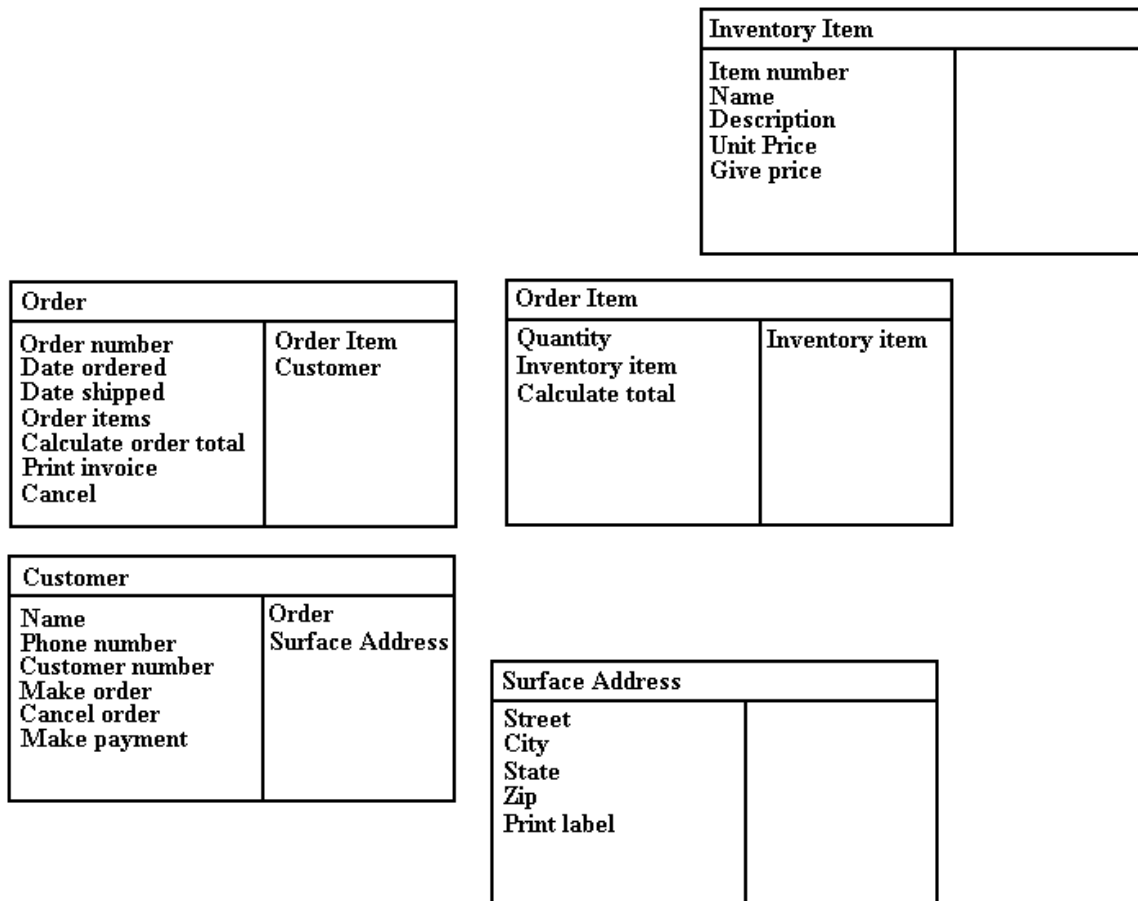 Inventory Item
Item number
Name
Description
Unit Price
Give price
Order
Order number
Date ordered
Date shipped
Order items
Calculate order total
Print invoice
Cancel
Order Item
Customer
Order Item
Quantity
Inventory item
Calculate total
Inventory item
Customer
Name
Phone number
Customer number
Make order
Cancel order
Make payment
Order
Surface Address
Surface Address
Street
City
State
Zip
Print label